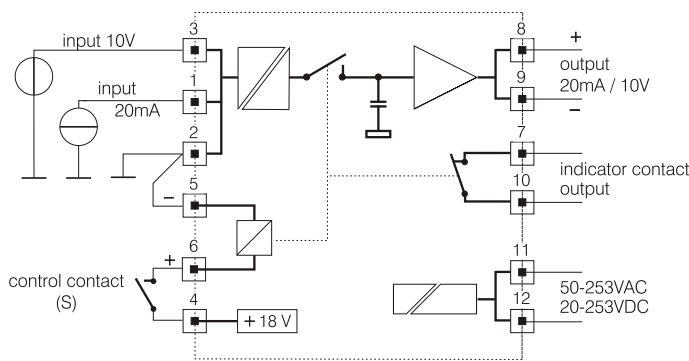 3
input 10V
1
input
20mA
2
5
–
6
+
control contact
(S)
4
+ 18 V
8
+
output
20mA / 10V
9
–
7
indicator contact
output
10
11
50-253VAC
20-253VDC
12